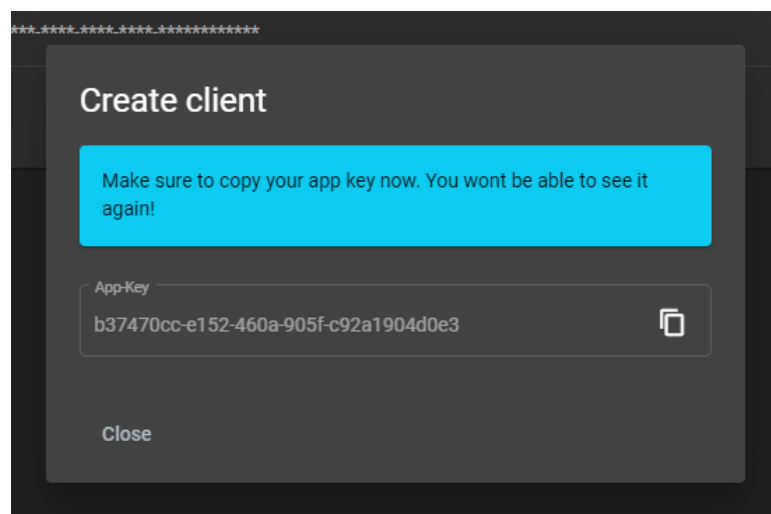 ***-****-****-****-************
Create client
Make sure to copy your app key now. You wont be able to see it
again!
App-Key
b37470cc-e152-460a-905f-c92a1904d0e3
Close